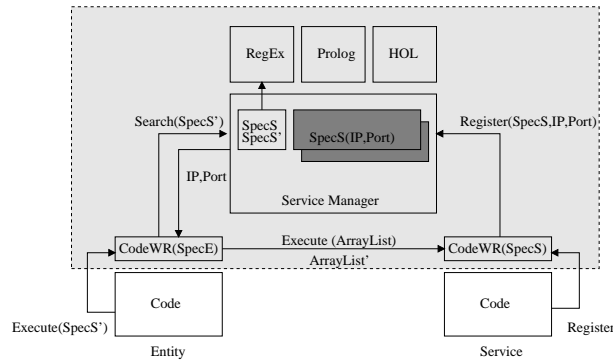 RegEx
Prolog
HOL
Search(SpecS')
SpecS
SpecS'
SpecS(IP,Port)
Register(SpecS,IP,Port)
IP,Port
Service Manager
CodeWR(SpecE)
Execute (ArrayList)
ArrayList'
CodeWR(SpecS)
Code
Code
Execute(SpecS')
Register
Entity
Service